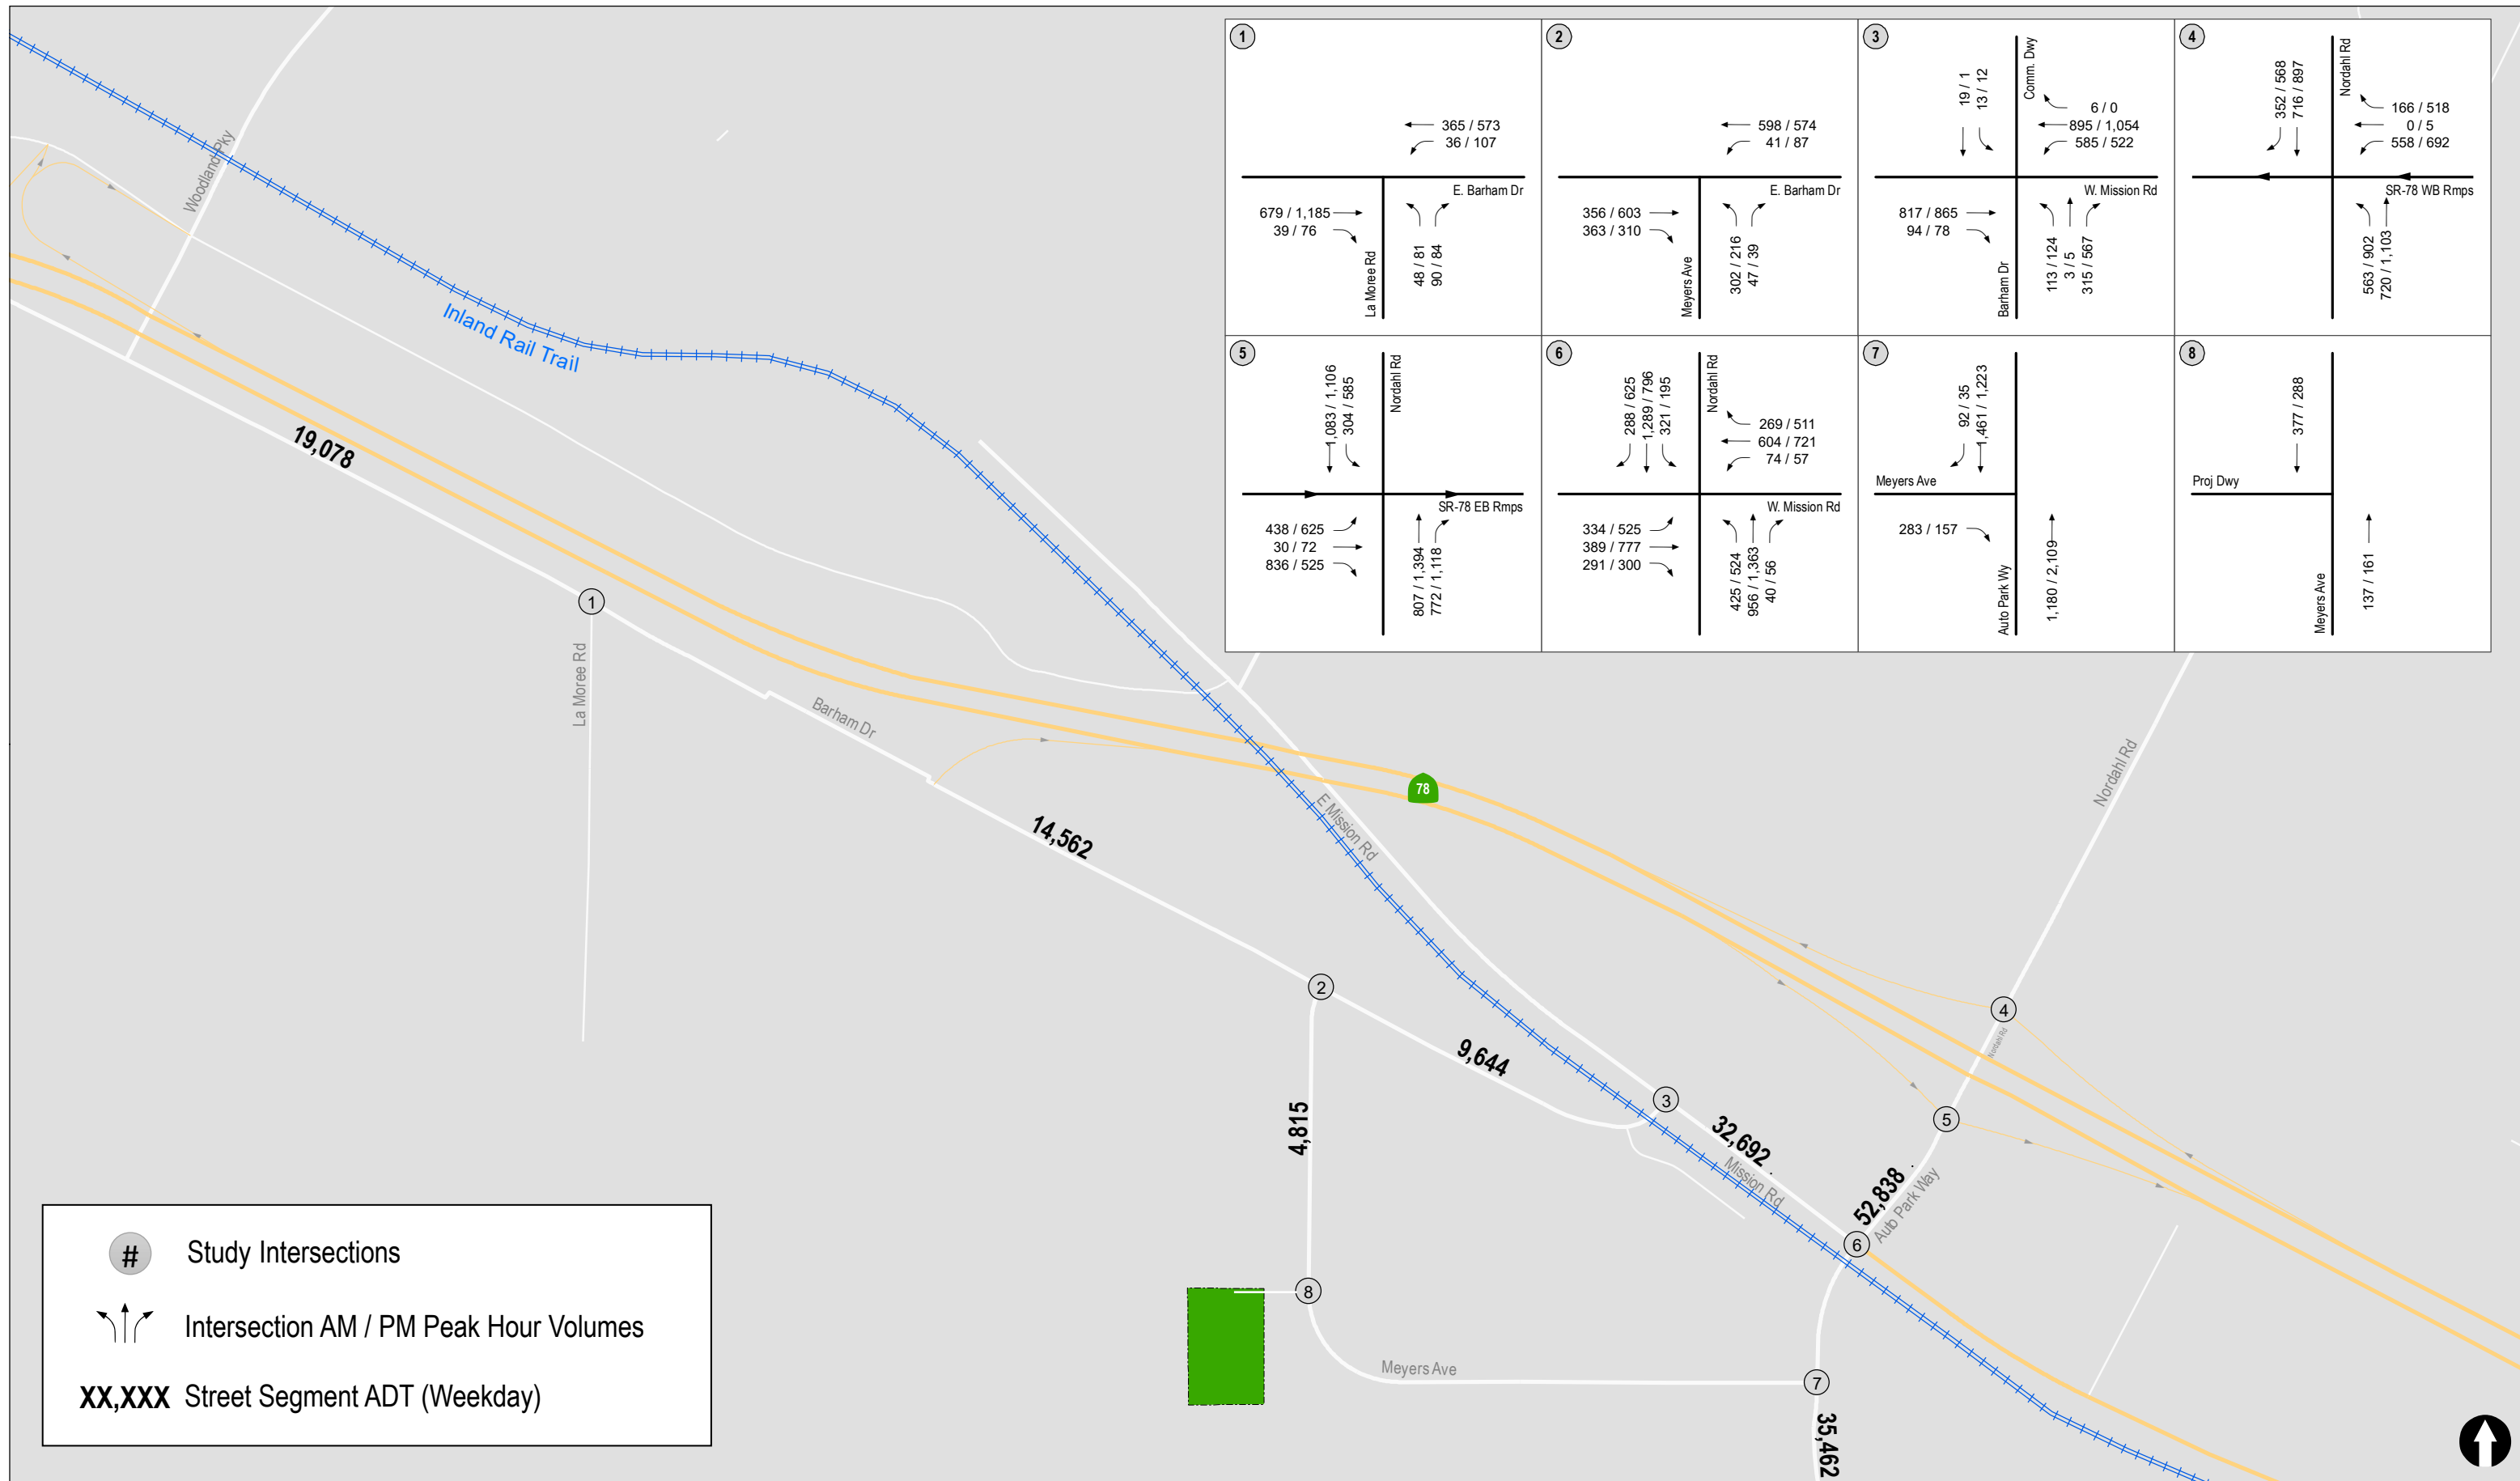 1
365 / 573
36 / 107
E. Barham Dr
679 / 1,185
39 / 76
La Moree Rd
48 / 81
90 / 84
2
598 / 574
41 / 87
E. Barham Dr
356 / 603
363 / 310
Meyers Ave
302 / 216
47 / 39
3
19 / 1
13 / 12
Comm. Dwy
6 / 0
895 / 1,054
585 / 522
W. Mission Rd
817 / 865
94 / 78
Barham Dr
113 / 124
3 / 5
315 / 567
4
352 / 568
716 / 897
Nordahl Rd
166 / 518
0 / 5
558 / 692
SR-78 WB Rmps
563 / 902
720 / 1,103
5
1,083 / 1,106
304 / 585
Nordahl Rd
SR-78 EB Rmps
438 / 625
30 / 72
836 / 525
807 / 1,394
772 / 1,118
6
288 / 625
1,289 / 796
321 / 195
Nordahl Rd
269 / 511
604 / 721
74 / 57
W. Mission Rd
334 / 525
389 / 777
291 / 300
425 / 524
956 / 1,363
40 / 56
7
92 / 35
1,461 / 1,223
Meyers Ave
283 / 157
Auto Park Wy
1,180 / 2,109
8
377 / 288
Proj Dwy
Meyers Ave
137 / 161
Woodland Pky
Inland Rail Trail
19,078
1
La Moree Rd
Barham Dr
78
E Mission Rd
14,562
Nordahl Rd
2
4
Nordahl Rd
9,644
3
5
4,815
32,692
Mission Rd
52,838
Auto Park Way
6
8
Meyers Ave
7
35,462
# Study Intersections
Intersection AM / PM Peak Hour Volumes
XX,XXX Street Segment ADT (Weekday)